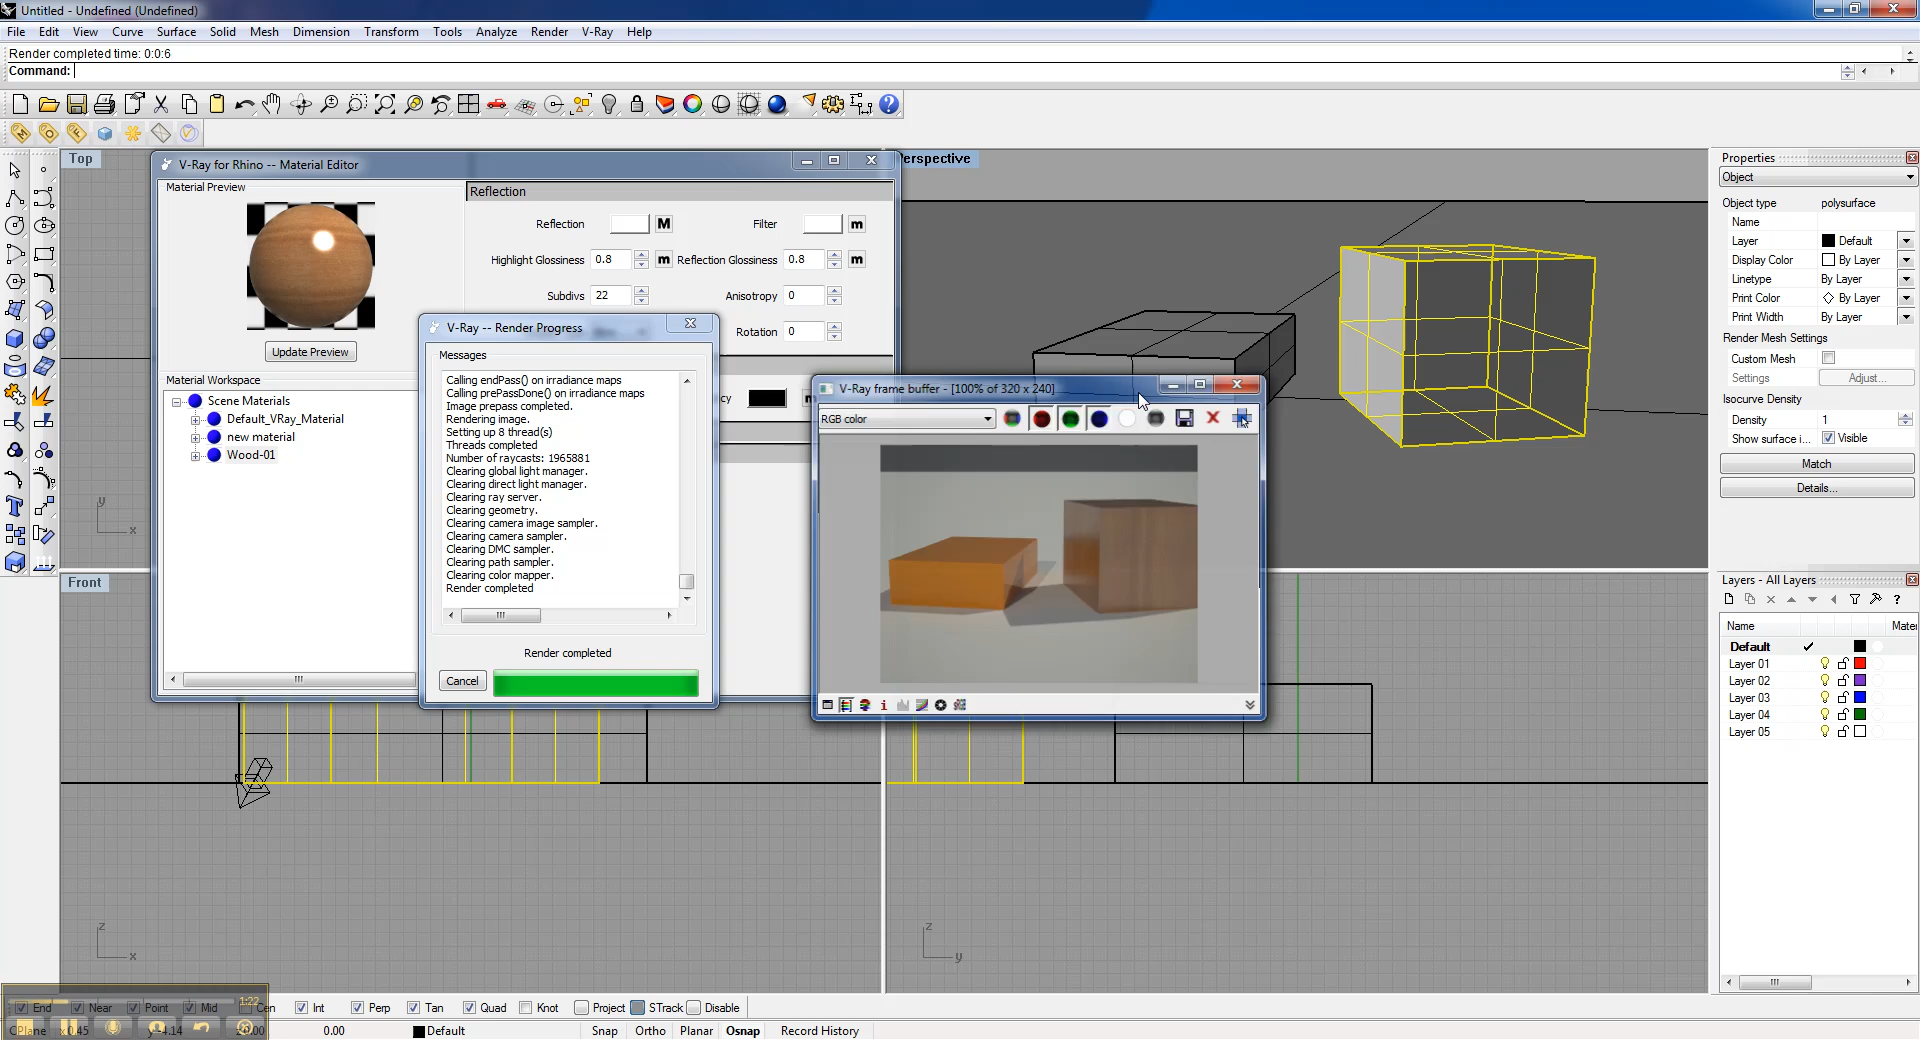 Untitled - Undefined (Undefined)
File Edit View Curve Surface Solid Mesh Dimension Transform Tools Analyze Render V-Ray Help
Render completed time: 0:0:6
Command:
Top
V-Ray for Rhino -- Material Editor
Material Preview
Update Preview
Material Workspace
Scene Materials
Default_VRay_Material
new material
Wood-01
Reflection
Reflection M Filter m
Highlight Glossiness 0.8 m Reflection Glossiness 0.8 m
Subdivs 22 Anisotropy 0
Rotation 0
V-Ray -- Render Progress
Messages
Calling endPass() on irradiance maps
Calling prePassDone() on irradiance maps
Image prepass completed.
Rendering image.
Setting up 8 thread(s)
Threads completed
Number of raycasts: 1965881
Clearing global light manager.
Clearing direct light manager.
Clearing ray server.
Clearing geometry.
Clearing camera image sampler.
Clearing camera sampler.
Clearing DMC sampler.
Clearing path sampler.
Clearing color mapper.
Render completed
Render completed
Cancel
V-Ray frame buffer - [100% of 320 x 240]
RGB color
erspective
Front
y
x
z
x
z
y
Properties
Object
Object type polysurface
Name
Layer Default
Display Color By Layer
Linetype By Layer
Print Color By Layer
Print Width By Layer
Render Mesh Settings
Custom Mesh
Settings Adjust...
Isocurve Density
Density 1
Show surface i... Visible
Match
Details...
Layers - All Layers
Name Mater
Default
Layer 01
Layer 02
Layer 03
Layer 04
Layer 05
End Near Point Mid Cen Int Perp Tan Quad Knot Project STrack Disable
1:22
CPlane x 0.45 y -4.14 0.00 Default Snap Ortho Planar Osnap Record History